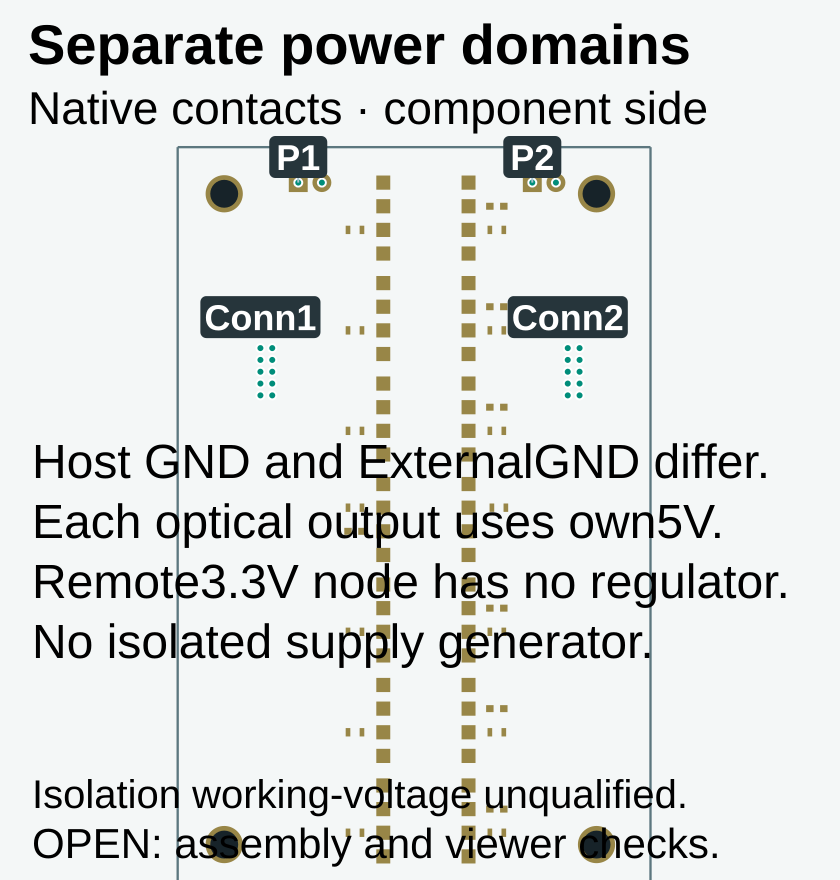 Separate power domains
Native contacts · component side
P1 P2
Conn1 Conn2
Host GND and ExternalGND differ.
Each optical output uses own5V.
Remote3.3V node has no regulator.
No isolated supply generator.
Isolation working-voltage unqualified.
OPEN: assembly and viewer checks.